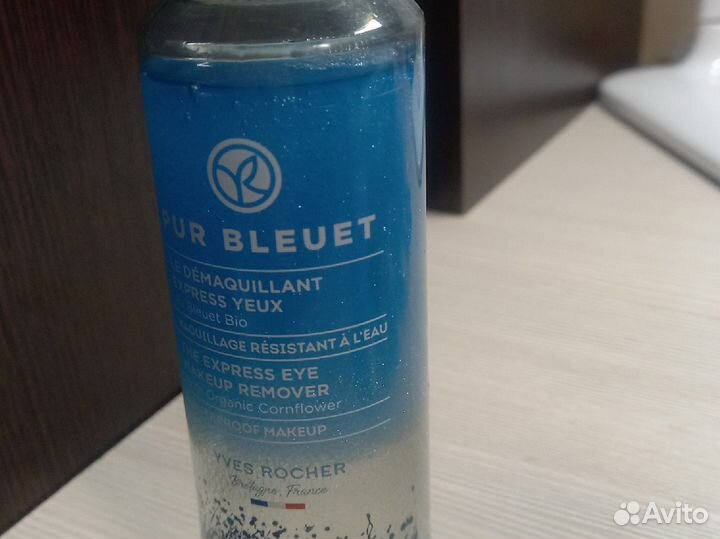 PUR BLEUET
LE DÉMAQUILLANT
EXPRESS YEUX
Bleuet Bio
MAQUILLAGE RÉSISTANT À L'EAU
THE EXPRESS EYE
MAKEUP REMOVER
Organic Cornflower
PROOF MAKEUP
YVES ROCHER
Bretagne, France
Avito